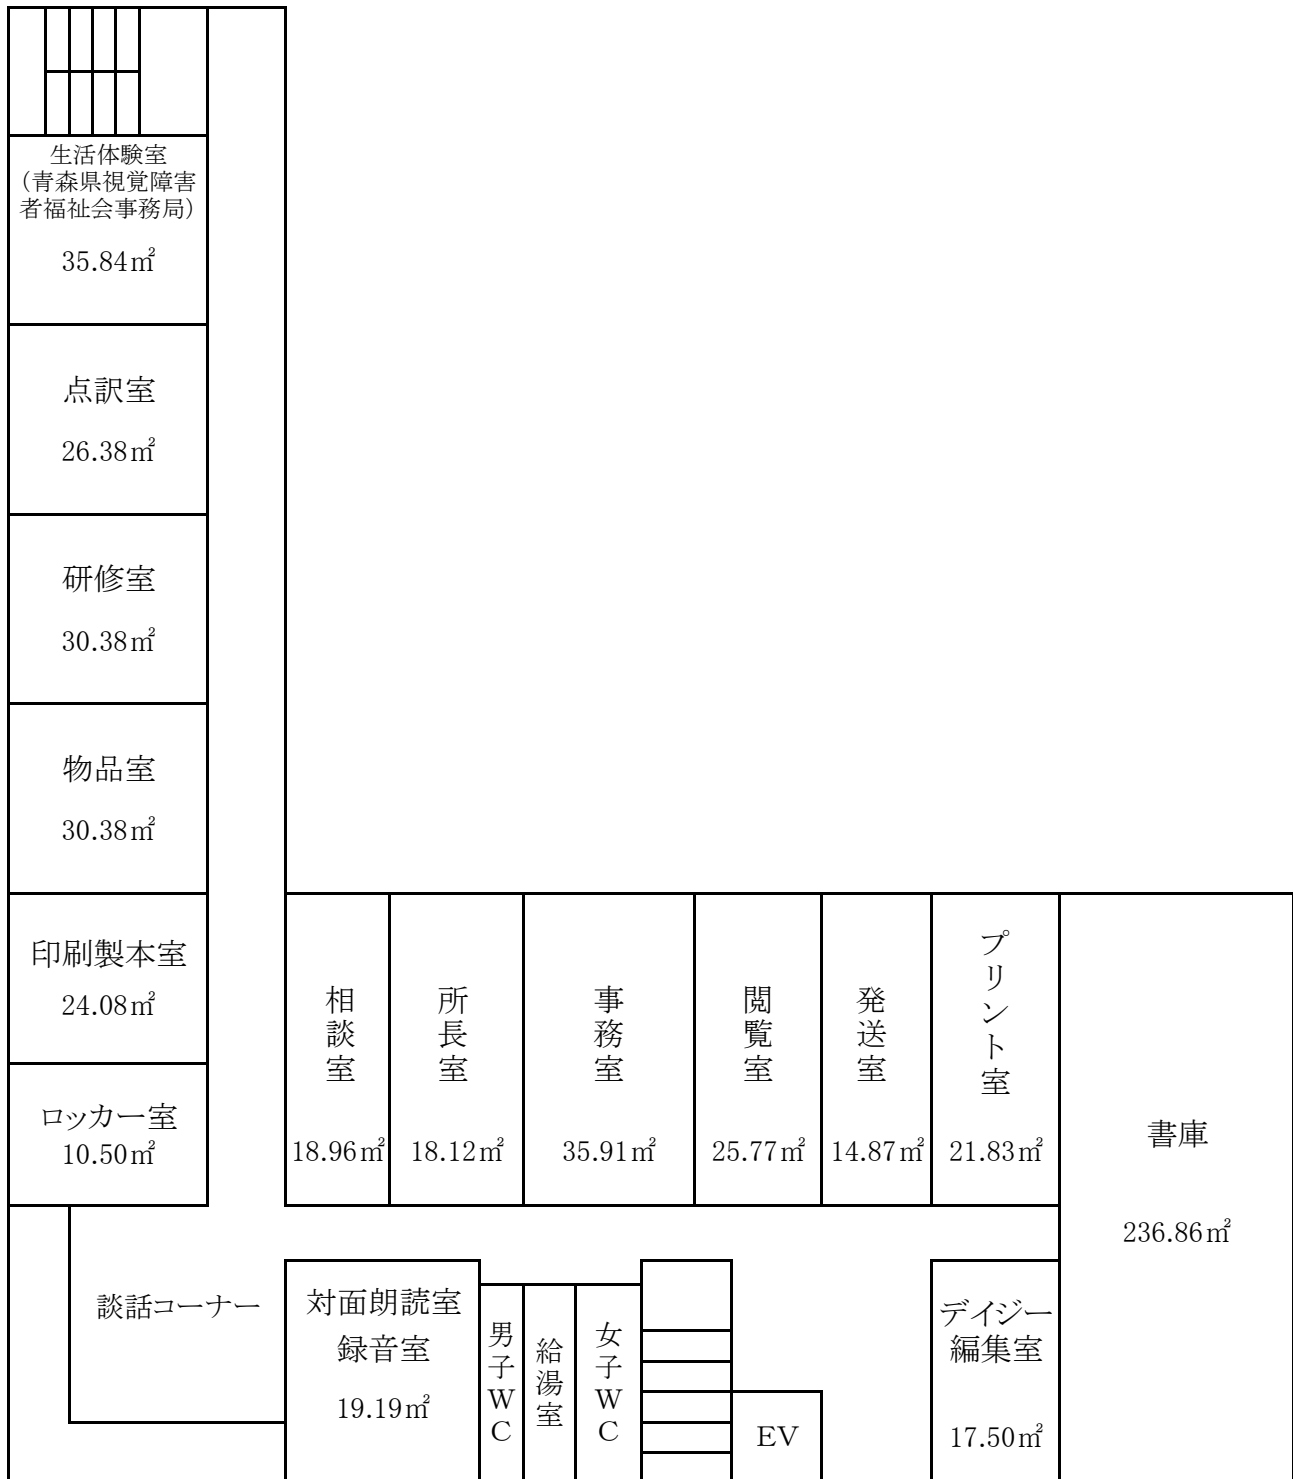 生活体験室
（青森県視覚障害
者福祉会事務局）
35.84㎡
点訳室
26.38㎡
研修室
30.38㎡
物品室
30.38㎡
印刷製本室
24.08㎡
ロッカー室
10.50㎡
相談室
18.96㎡
所長室
18.12㎡
事務室
35.91㎡
閲覧室
25.77㎡
発送室
14.87㎡
プリント室
21.83㎡
書庫
236.86㎡
談話コーナー
対面朗読室
録音室
19.19㎡
男子WC
給湯室
女子WC
EV
デイジー
編集室
17.50㎡